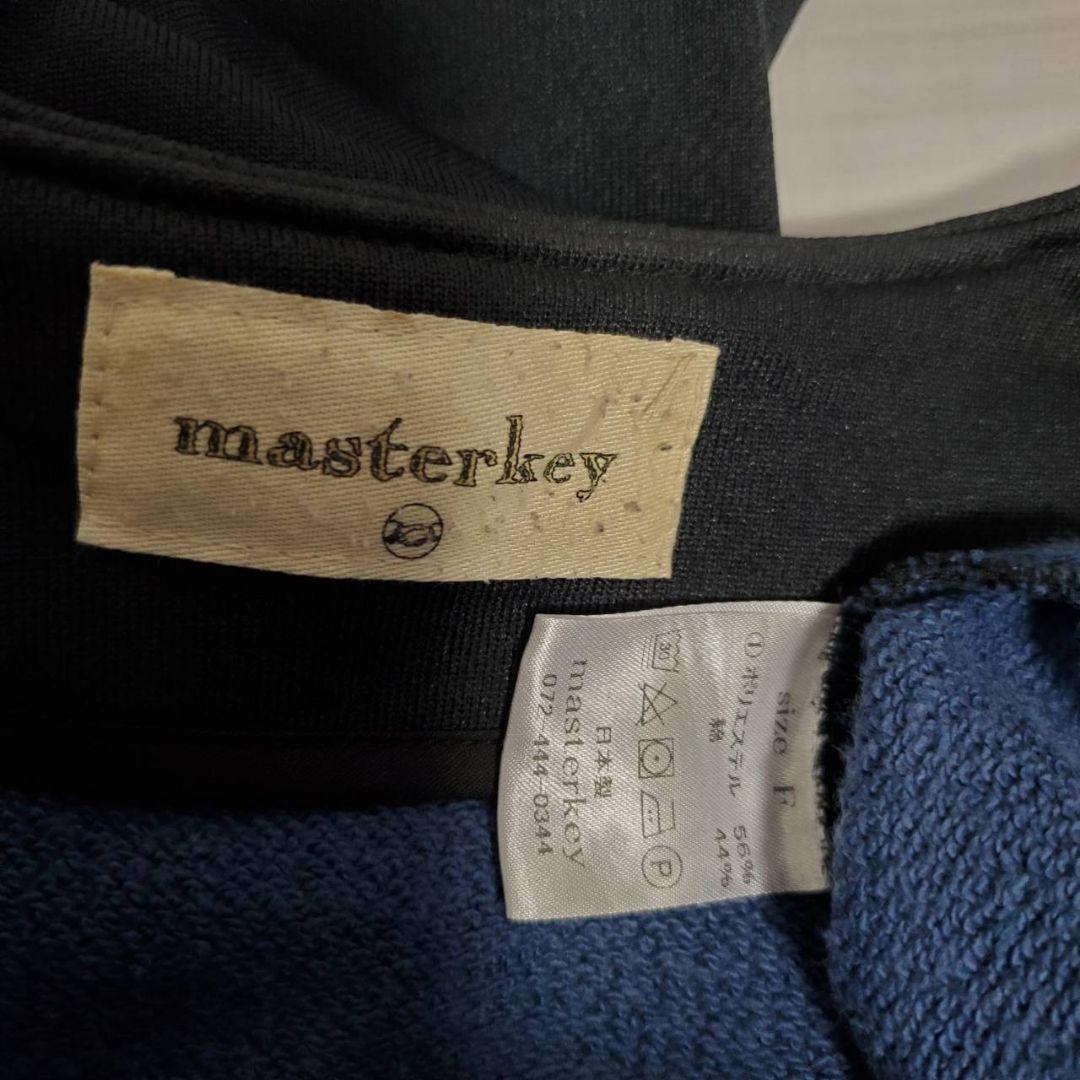 masterkey
size F
①ポリエステル 56%
綿 44%
30
P
日本製
masterkey
072-444-0344